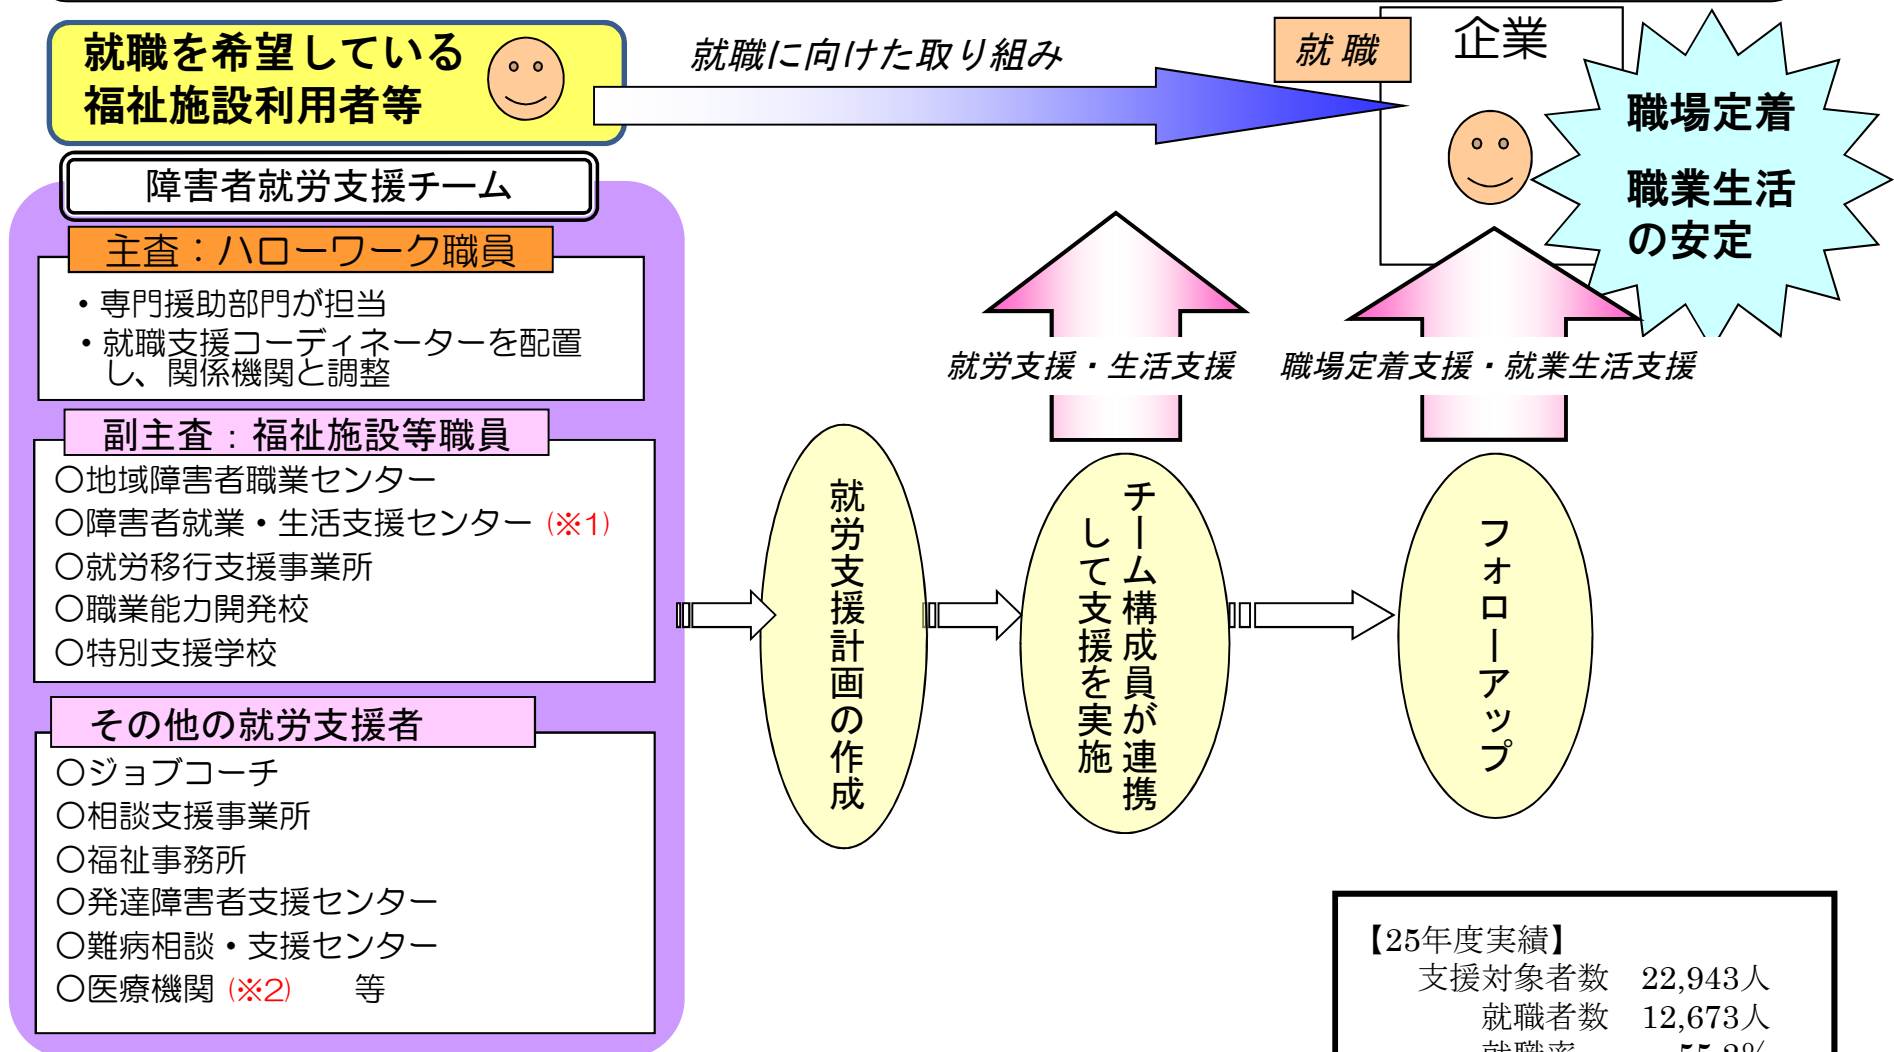 就職を希望している
福祉施設利用者等
就職に向けた取り組み
就 職
企業
職場定着
職業生活
の安定
障害者就労支援チーム
主査：ハローワーク職員
・専門援助部門が担当
・就職支援コーディネーターを配置
し、関係機関と調整
副主査：福祉施設等職員
○地域障害者職業センター
○障害者就業・生活支援センター (※1)
○就労移行支援事業所
○職業能力開発校
○特別支援学校
その他の就労支援者
○ジョブコーチ
○相談支援事業所
○福祉事務所
○発達障害者支援センター
○難病相談・支援センター
○医療機関 (※2) 等
就労支援・生活支援
職場定着支援・就業生活支援
就労支援計画の作成
チーム構成員が連携
して支援を実施
フォローアップ
【25年度実績】
支援対象者数 22,943人
就職者数 12,673人
就職率 55.2%